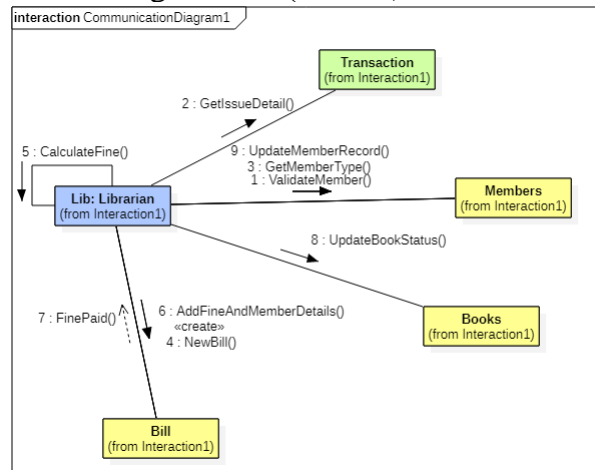 interaction CommunicationDiagram1
Transaction
(from Interaction1)
2 : GetIssueDetail()
5 : CalculateFine()
9 : UpdateMemberRecord()
3 : GetMemberType()
1 : ValidateMember()
Lib: Librarian
(from Interaction1)
Members
(from Interaction1)
8 : UpdateBookStatus()
6 : AddFineAndMemberDetails()
«create»
4 : NewBill()
7 : FinePaid()
Books
(from Interaction1)
Bill
(from Interaction1)